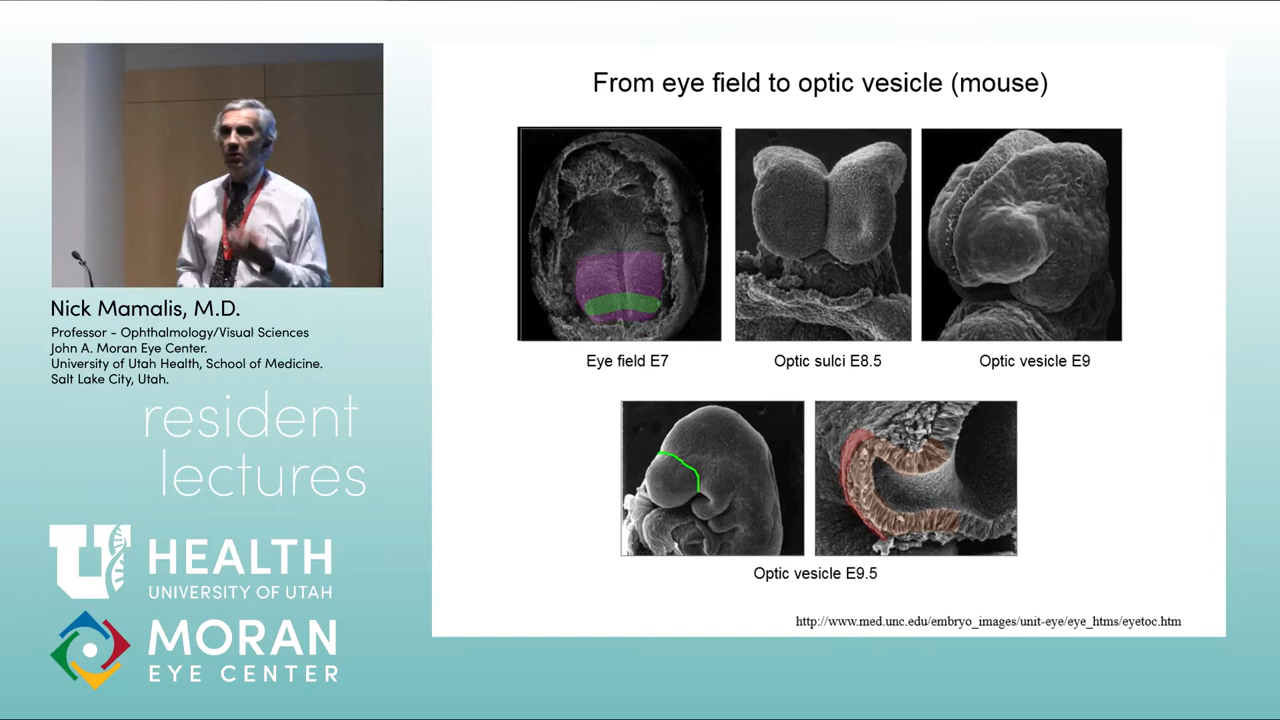 From eye field to optic vesicle (mouse)
Eye field E7
Optic sulci E8.5
Optic vesicle E9
Optic vesicle E9.5
http://www.med.unc.edu/embryo_images/unit-eye/eye_htms/eyetoc.htm
Nick Mamalis, M.D.
Professor - Ophthalmology/Visual Sciences
John A. Moran Eye Center.
University of Utah Health, School of Medicine.
Salt Lake City, Utah.
resident
lectures
U HEALTH
UNIVERSITY OF UTAH
MORAN
EYE CENTER